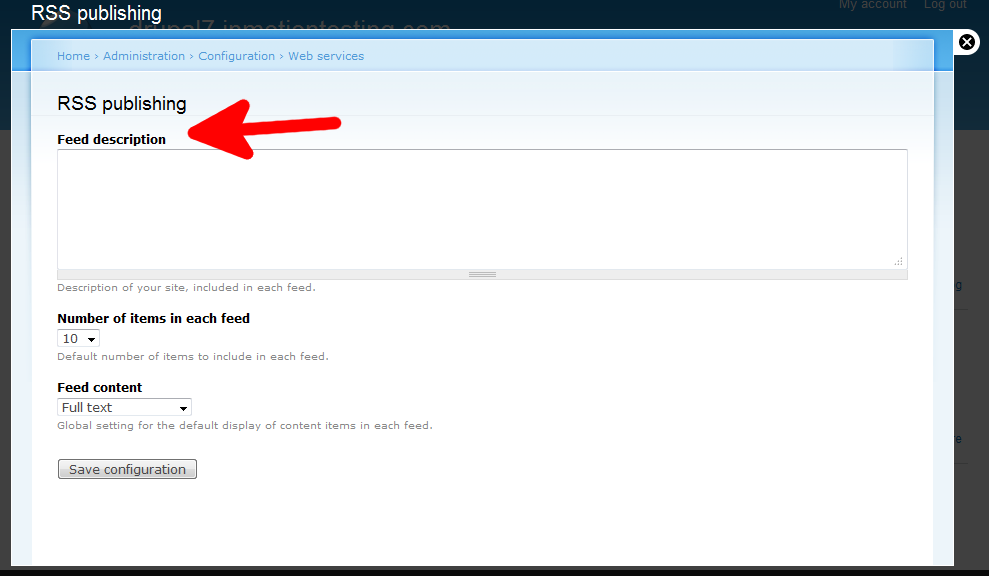 My account Log out
RSS publishing
drupal7.inmotiontesting.com
Home › Administration › Configuration › Web services
RSS publishing
Feed description
Description of your site, included in each feed.
Number of items in each feed
10
Default number of items to include in each feed.
Feed content
Full text
Global setting for the default display of content items in each feed.
Save configuration